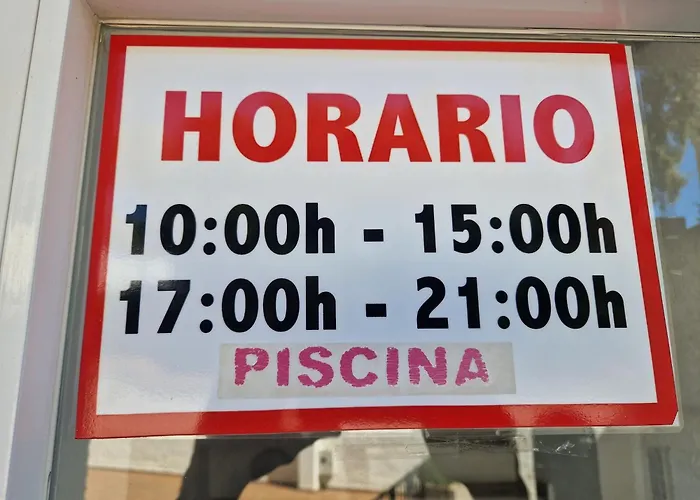 HORARIO
10:00h - 15:00h
17:00h - 21:00h
PISCINA